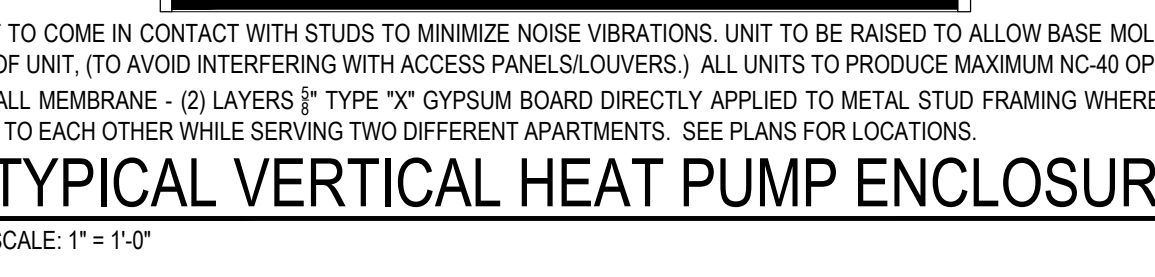 TO COME IN CONTACT WITH STUDS TO MINIMIZE NOISE VIBRATIONS. UNIT TO BE RAISED TO ALLOW BASE MOL
OF UNIT, (TO AVOID INTERFERING WITH ACCESS PANELS/LOUVERS.) ALL UNITS TO PRODUCE MAXIMUM NC-40 OP
ALL MEMBRANE - (2) LAYERS 5/8" TYPE "X" GYPSUM BOARD DIRECTLY APPLIED TO METAL STUD FRAMING WHERE
TO EACH OTHER WHILE SERVING TWO DIFFERENT APARTMENTS. SEE PLANS FOR LOCATIONS.
TYPICAL VERTICAL HEAT PUMP ENCLOSUR
SCALE: 1" = 1'-0"